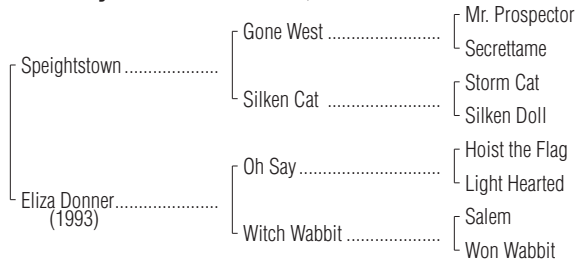 Mr. Prospector
Gone West
Secrettame
Speightstown
Storm Cat
Silken Cat
Silken Doll
Hoist the Flag
Oh Say
Light Hearted
Eliza Donner
(1993)
Salem
Witch Wabbit
Won Wabbit